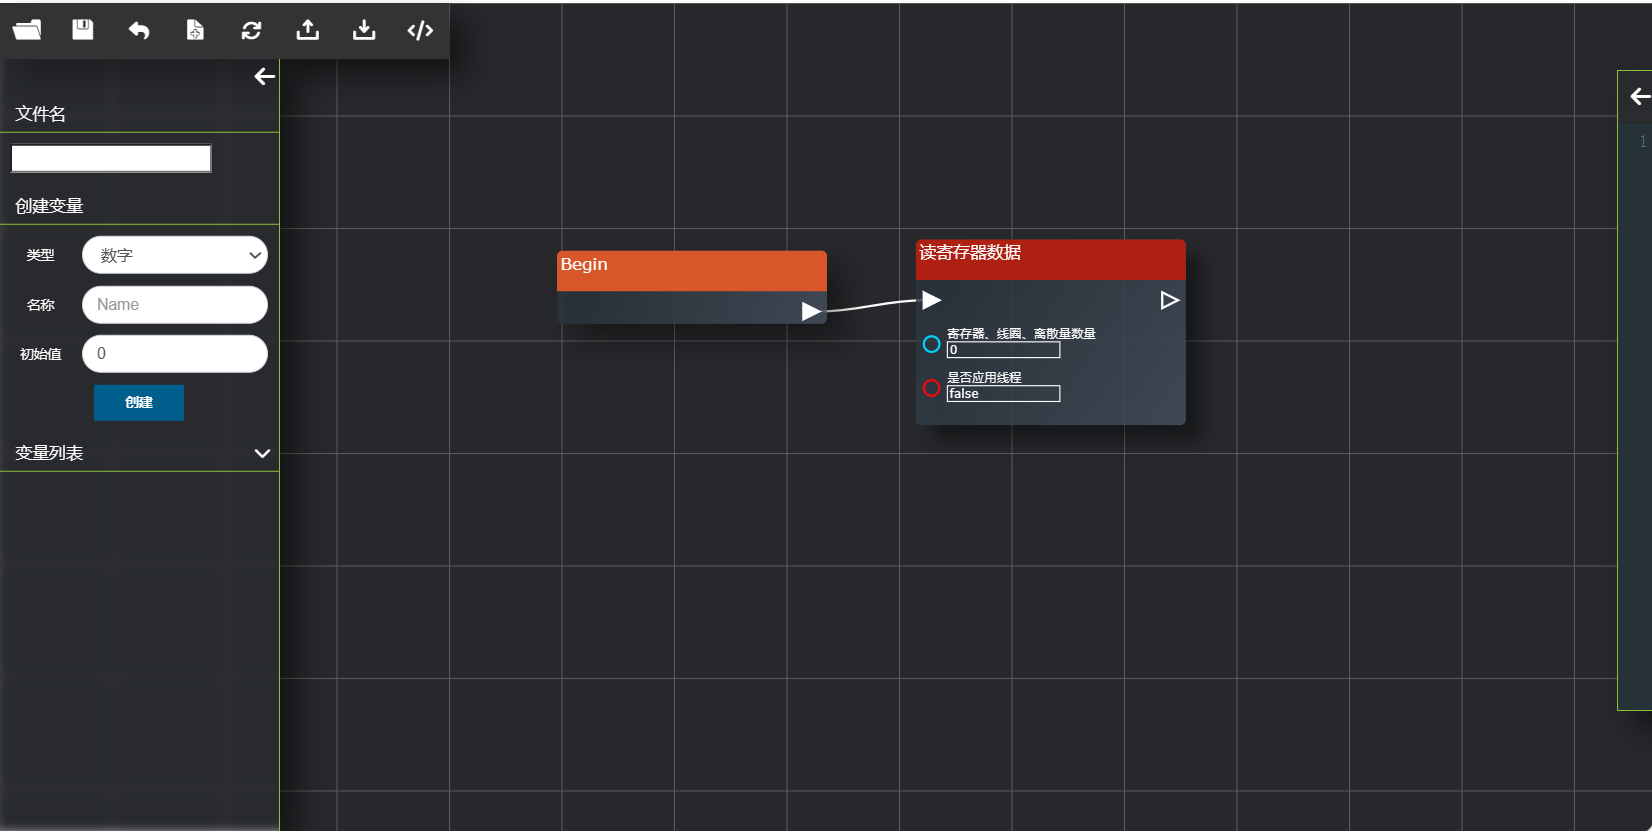 文件名
创建变量
类型
数字
名称
Name
初始值
0
创建
变量列表
Begin
读寄存器数据
寄存器、线圈、离散量数量
0
是否应用线程
false
1